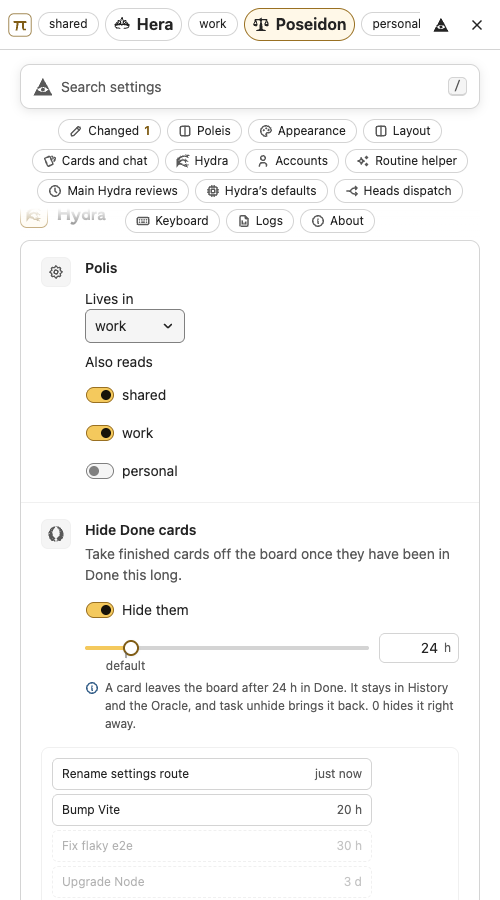 π shared Hera work Poseidon personal
Search settings /
Changed 1 Poleis Appearance Layout
Cards and chat Hydra Accounts Routine helper
Main Hydra reviews Hydra's defaults Heads dispatch
Hydra Keyboard Logs About
Polis
Lives in
work
Also reads
shared
work
personal
Hide Done cards
Take finished cards off the board once they have been in
Done this long.
Hide them
24 h
default
A card leaves the board after 24 h in Done. It stays in History
and the Oracle, and task unhide brings it back. 0 hides it right
away.
Rename settings route just now
Bump Vite 20 h
Fix flaky e2e 30 h
Upgrade Node 3 d